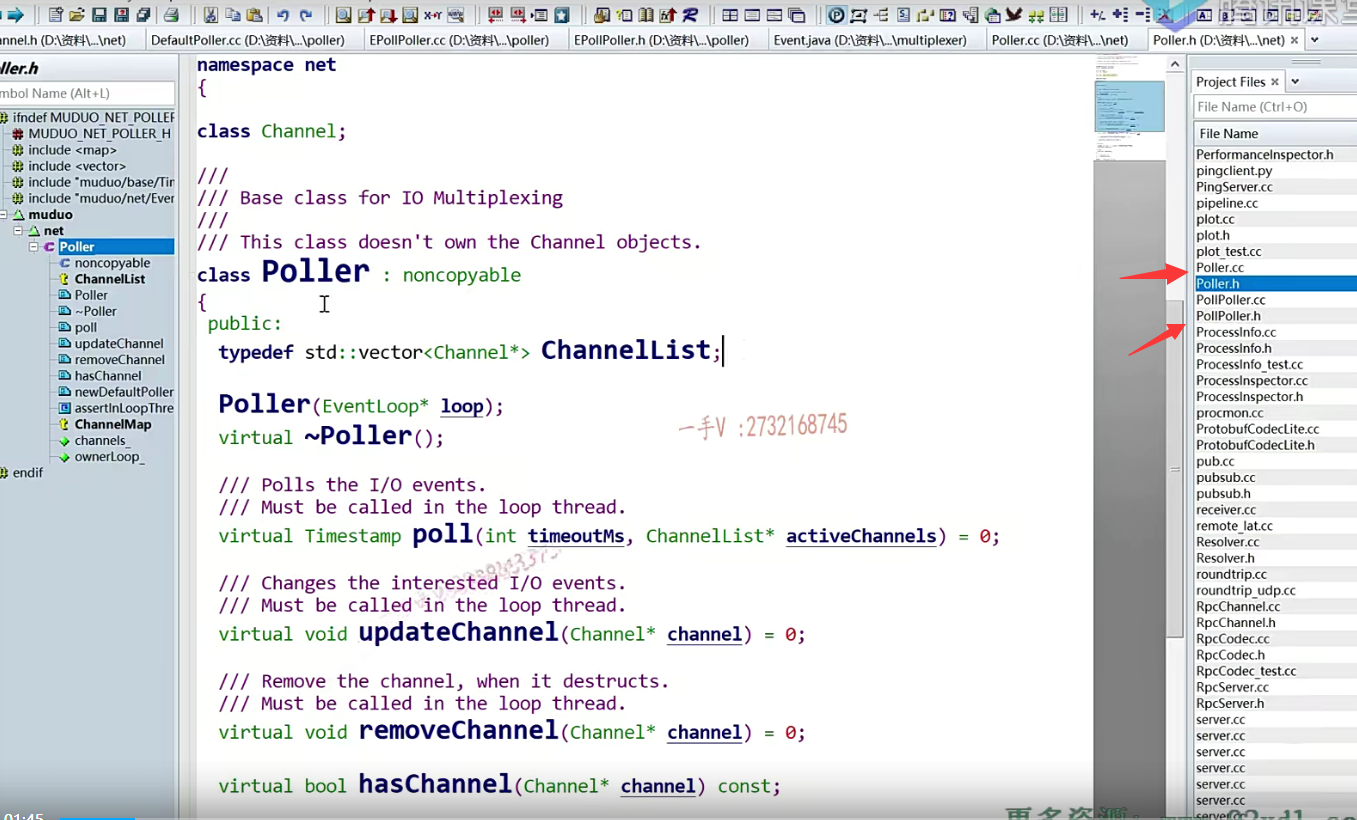 腾讯课堂
nnel.h (D:\资料\...\net)
DefaultPoller.cc (D:\资料\...\poller)
EPollPoller.cc (D:\资料\...\poller)
EPollPoller.h (D:\资料\...\poller)
Event.java (D:\资料\...\multiplexer)
Poller.cc (D:\资料\...\net)
Poller.h (D:\资料\...\net)
ller.h
mbol Name (Alt+L)
ifndef MUDUO_NET_POLLER
MUDUO_NET_POLLER_H
include <map>
include <vector>
include "muduo/base/Tin
include "muduo/net/Ever
muduo
net
Poller
noncopyable
ChannelList
Poller
~Poller
poll
updateChannel
removeChannel
hasChannel
newDefaultPoller
assertInLoopThre
ChannelMap
channels_
ownerLoop_
endif
01:45
namespace net
{
class Channel;
///
/// Base class for IO Multiplexing
///
/// This class doesn't own the Channel objects.
class Poller : noncopyable
{
public:
typedef std::vector<Channel*> ChannelList;
Poller(EventLoop* loop);
virtual ~Poller();
一手V :2732168745
/// Polls the I/O events.
/// Must be called in the loop thread.
virtual Timestamp poll(int timeoutMs, ChannelList* activeChannels) = 0;
/// Changes the interested I/O events.
/// Must be called in the loop thread.
virtual void updateChannel(Channel* channel) = 0;
/// Remove the channel, when it destructs.
/// Must be called in the loop thread.
virtual void removeChannel(Channel* channel) = 0;
virtual bool hasChannel(Channel* channel) const;
Project Files
File Name (Ctrl+O)
File Name
PerformanceInspector.h
pingclient.py
PingServer.cc
pipeline.cc
plot.cc
plot.h
plot_test.cc
Poller.cc
Poller.h
PollPoller.cc
PollPoller.h
ProcessInfo.cc
ProcessInfo.h
ProcessInfo_test.cc
ProcessInspector.cc
ProcessInspector.h
procmon.cc
ProtobufCodecLite.cc
ProtobufCodecLite.h
pub.cc
pubsub.cc
pubsub.h
receiver.cc
remote_lat.cc
Resolver.cc
Resolver.h
roundtrip.cc
roundtrip_udp.cc
RpcChannel.cc
RpcChannel.h
RpcCodec.cc
RpcCodec.h
RpcCodec_test.cc
RpcServer.cc
RpcServer.h
server.cc
server.cc
server.cc
server.cc
server.cc
server.cc
server.cc